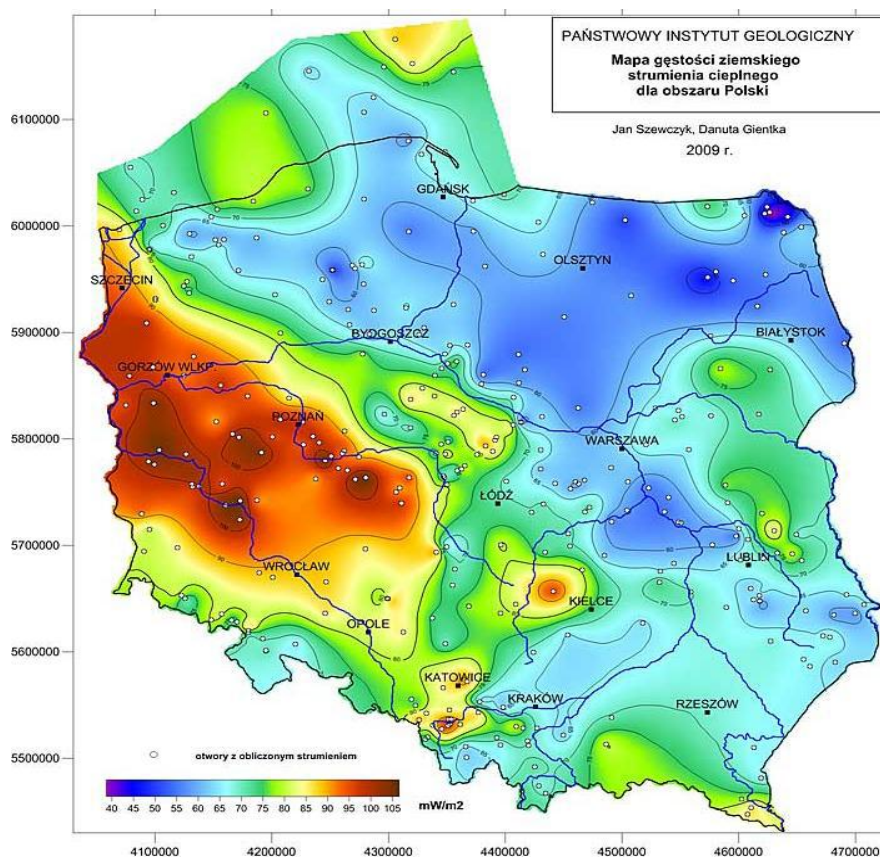 PAŃSTWOWY INSTYTUT GEOLOGICZNY
Mapa gęstości ziemskiego
strumienia cieplnego
dla obszaru Polski
Jan Szewczyk, Danuta Gientka
2009 r.
6100000
6000000
5900000
5800000
5700000
5600000
5500000
GDAŃSK
OLSZTYN
SZCZECIN
BYDGOSZCZ
BIAŁYSTOK
GORZÓW WLKP.
POZNAŃ
WARSZAWA
ŁÓDŹ
LUBLIN
WROCŁAW
KIELCE
OPOLE
KATOWICE
KRAKÓW
RZESZÓW
otwory z obliczonym strumieniem
40 45 50 55 60 65 70 75 80 85 90 95 100 105
mW/m2
4100000 4200000 4300000 4400000 4500000 4600000 4700000